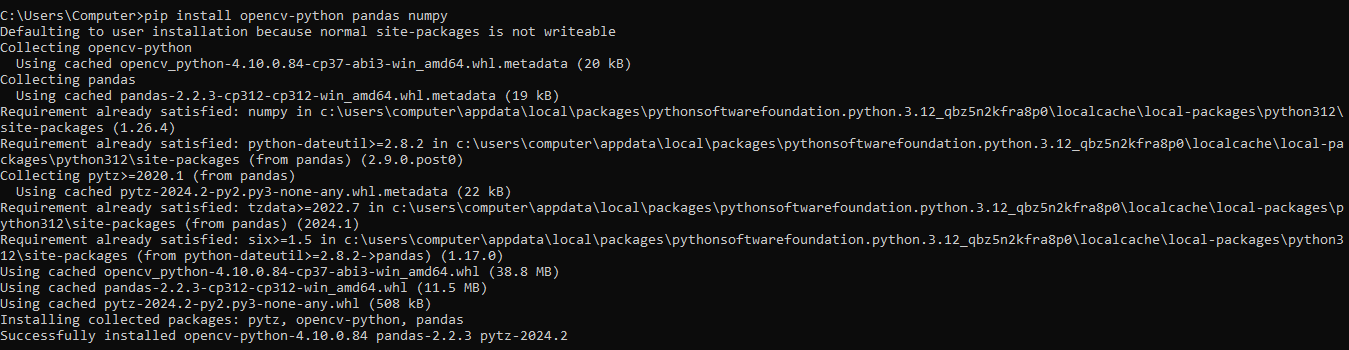 C:\Users\Computer>pip install opencv-python pandas numpy
Defaulting to user installation because normal site-packages is not writeable
Collecting opencv-python
  Using cached opencv_python-4.10.0.84-cp37-abi3-win_amd64.whl.metadata (20 kB)
Collecting pandas
  Using cached pandas-2.2.3-cp312-cp312-win_amd64.whl.metadata (19 kB)
Requirement already satisfied: numpy in c:\users\computer\appdata\local\packages\pythonsoftwarefoundation.python.3.12_qbz5n2kfra8p0\localcache\local-packages\python312\
site-packages (1.26.4)
Requirement already satisfied: python-dateutil>=2.8.2 in c:\users\computer\appdata\local\packages\pythonsoftwarefoundation.python.3.12_qbz5n2kfra8p0\localcache\local-pa
ckages\python312\site-packages (from pandas) (2.9.0.post0)
Collecting pytz>=2020.1 (from pandas)
  Using cached pytz-2024.2-py2.py3-none-any.whl.metadata (22 kB)
Requirement already satisfied: tzdata>=2022.7 in c:\users\computer\appdata\local\packages\pythonsoftwarefoundation.python.3.12_qbz5n2kfra8p0\localcache\local-packages\p
ython312\site-packages (from pandas) (2024.1)
Requirement already satisfied: six>=1.5 in c:\users\computer\appdata\local\packages\pythonsoftwarefoundation.python.3.12_qbz5n2kfra8p0\localcache\local-packages\python3
12\site-packages (from python-dateutil>=2.8.2->pandas) (1.17.0)
Using cached opencv_python-4.10.0.84-cp37-abi3-win_amd64.whl (38.8 MB)
Using cached pandas-2.2.3-cp312-cp312-win_amd64.whl (11.5 MB)
Using cached pytz-2024.2-py2.py3-none-any.whl (508 kB)
Installing collected packages: pytz, opencv-python, pandas
Successfully installed opencv-python-4.10.0.84 pandas-2.2.3 pytz-2024.2